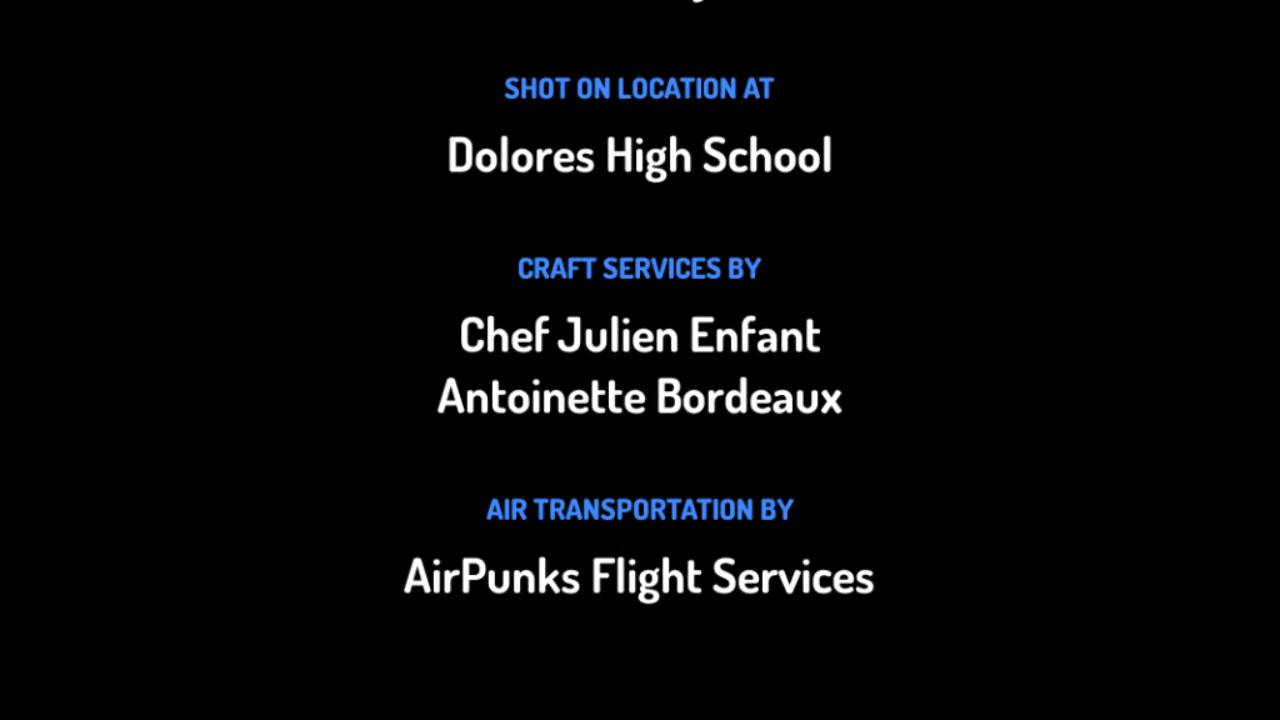 SHOT ON LOCATION AT
Dolores High School
CRAFT SERVICES BY
Chef Julien Enfant
Antoinette Bordeaux
AIR TRANSPORTATION BY
AirPunks Flight Services